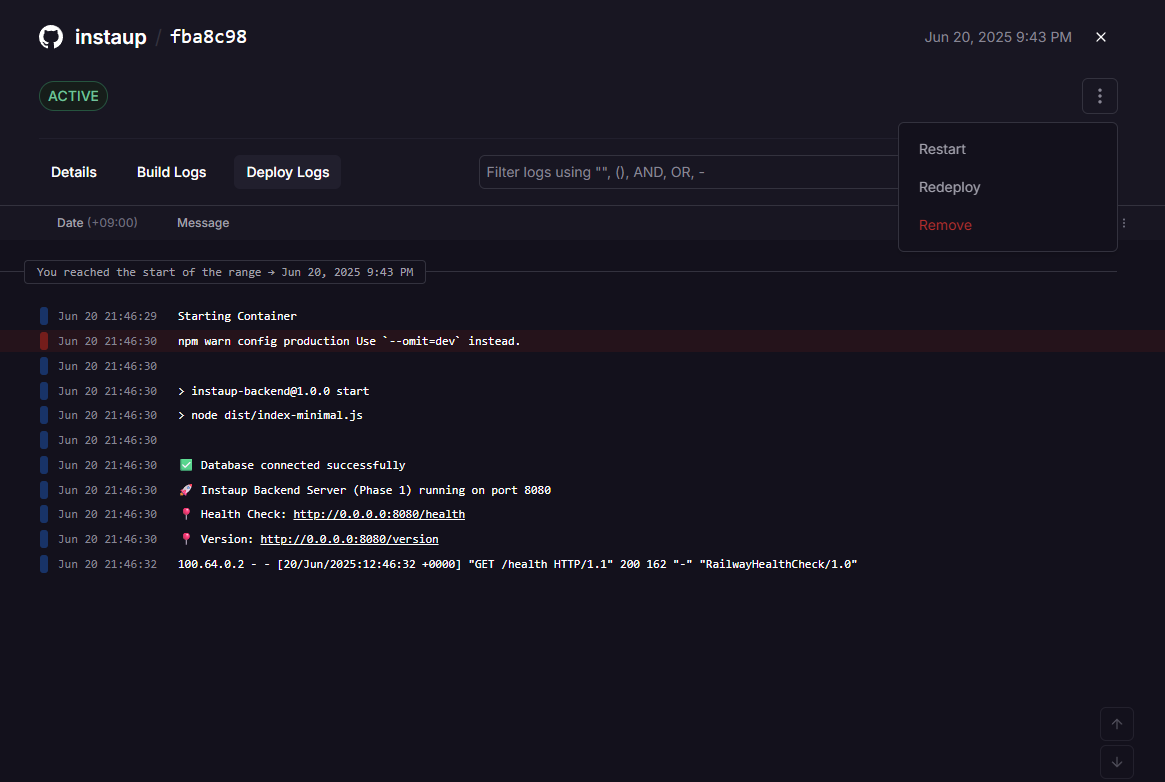 instaup / fba8c98
Jun 20, 2025 9:43 PM
ACTIVE
Restart
Redeploy
Remove
Details
Build Logs
Deploy Logs
Filter logs using "", (), AND, OR, -
Date (+09:00)
Message
You reached the start of the range → Jun 20, 2025 9:43 PM
Jun 20 21:46:29 Starting Container
Jun 20 21:46:30 npm warn config production Use `--omit=dev` instead.
Jun 20 21:46:30
Jun 20 21:46:30 > instaup-backend@1.0.0 start
Jun 20 21:46:30 > node dist/index-minimal.js
Jun 20 21:46:30
Jun 20 21:46:30 ✅ Database connected successfully
Jun 20 21:46:30 🚀 Instaup Backend Server (Phase 1) running on port 8080
Jun 20 21:46:30 📍 Health Check: http://0.0.0.0:8080/health
Jun 20 21:46:30 📍 Version: http://0.0.0.0:8080/version
Jun 20 21:46:32 100.64.0.2 - - [20/Jun/2025:12:46:32 +0000] "GET /health HTTP/1.1" 200 162 "-" "RailwayHealthCheck/1.0"